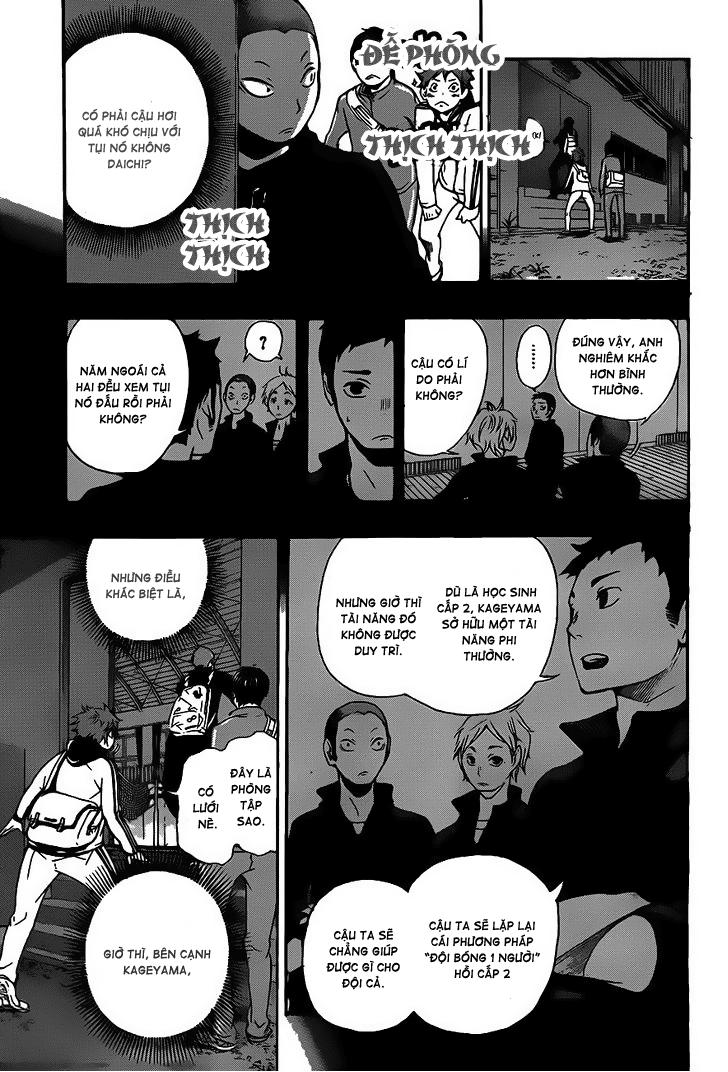 ĐỀ PHÒNG
THỊCH THỊCH
CÓ PHẢI CẬU HƠI
QUÁ KHÓ CHỊU VỚI
TỤI NÓ KHÔNG
DAICHI?
THỊCH
THỊCH
ĐÚNG VẬY, ANH
NGHIÊM KHẮC
HƠN BÌNH
THƯỜNG.
......
CẬU CÓ LÍ
DO PHẢI
KHÔNG?
?
NĂM NGOÁI CẢ
HAI ĐỀU XEM TỤI
NÓ ĐẤU RỒI PHẢI
KHÔNG?
DŨ LÀ HỌC SINH
CẤP 2, KAGEYAMA
SỞ HỮU MỘT TÀI
NĂNG PHI
THƯỜNG.
NHƯNG GIỜ THÌ
TÀI NĂNG ĐÓ
KHÔNG ĐƯỢC
DUY TRÌ.
CẬU TA SẼ LẶP LẠI
CÁI PHƯƠNG PHÁP
“ĐỘI BÓNG 1 NGƯỜI”
HỒI CẤP 2
CẬU TA SẼ
CHẲNG GIÚP
ĐƯỢC GÌ CHO
ĐỘI CẢ.
NHƯNG ĐIỀU
KHÁC BIỆT LÀ,
ĐÂY LÀ
PHÒNG
TẬP
SAO.
CÓ
LƯỚI
NÈ.
GIỜ THÌ, BÊN CẠNH
KAGEYAMA,